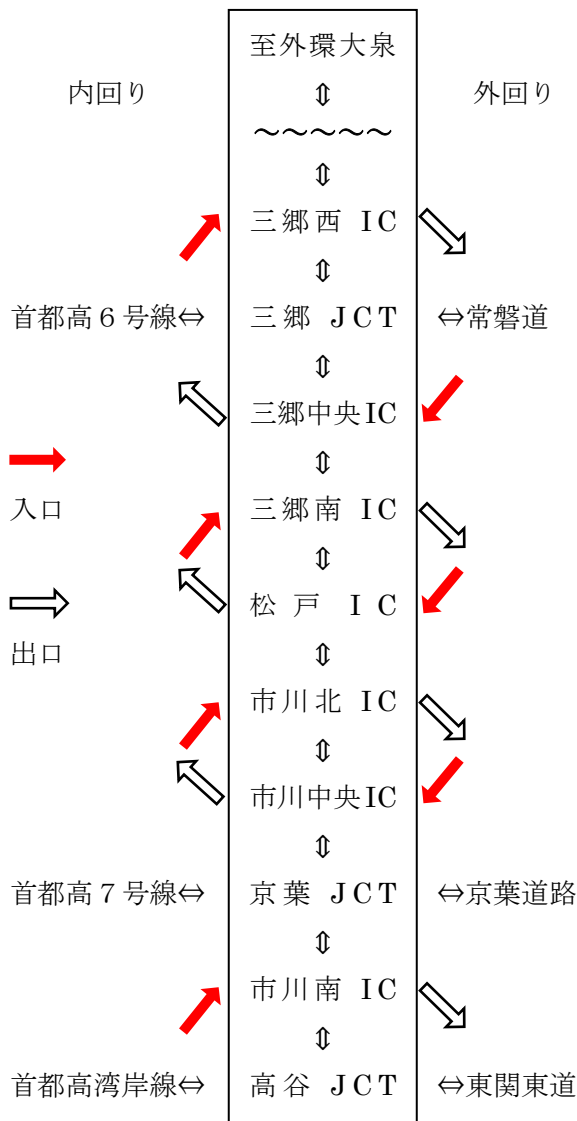 至外環大泉
内回り ⇕ 外回り
～～～～～
⇕
三郷西 IC
⇕
首都高６号線⇔ 三郷 JCT ⇔常磐道
⇕
三郷中央IC
⇕
入口 三郷南 IC
⇕
松戸 IC
出口 ⇕
市川北 IC
⇕
市川中央IC
⇕
首都高７号線⇔ 京葉 JCT ⇔京葉道路
⇕
市川南 IC
⇕
首都高湾岸線⇔ 高谷 JCT ⇔東関東道